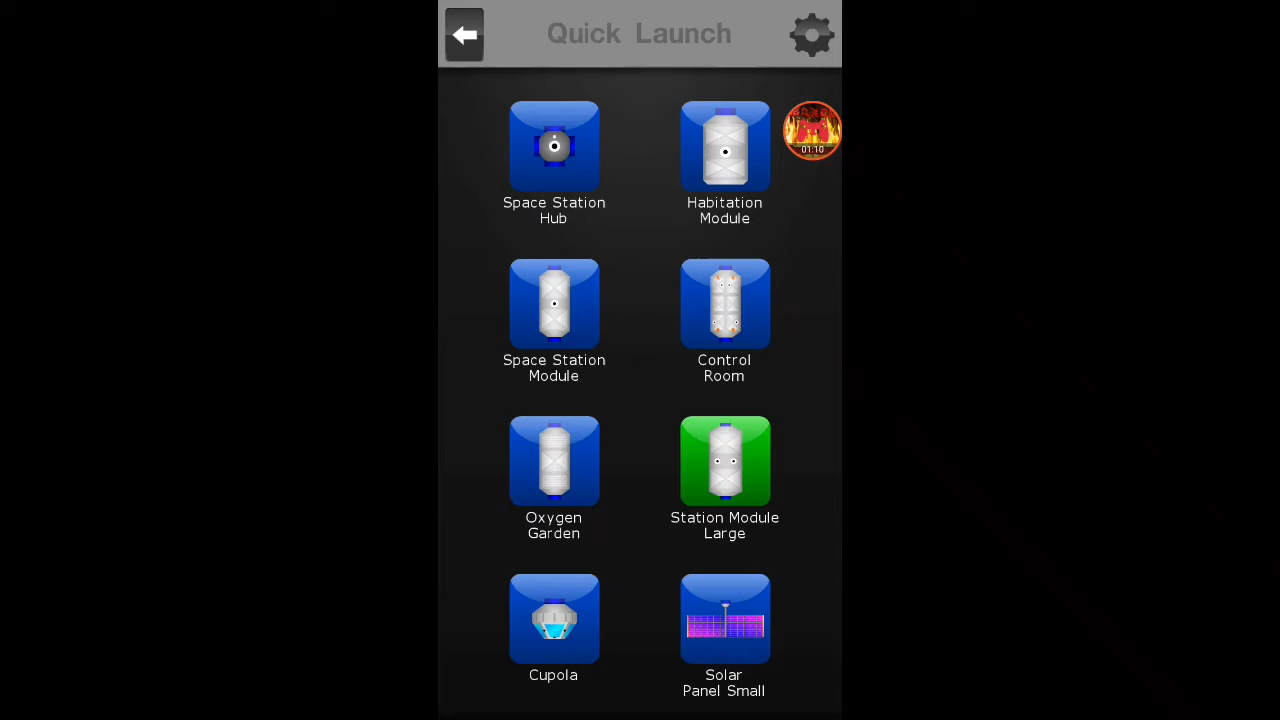 Quick Launch
01:10
Space Station
Hub
Habitation
Module
Space Station
Module
Control
Room
Oxygen
Garden
Station Module
Large
Cupola
Solar
Panel Small